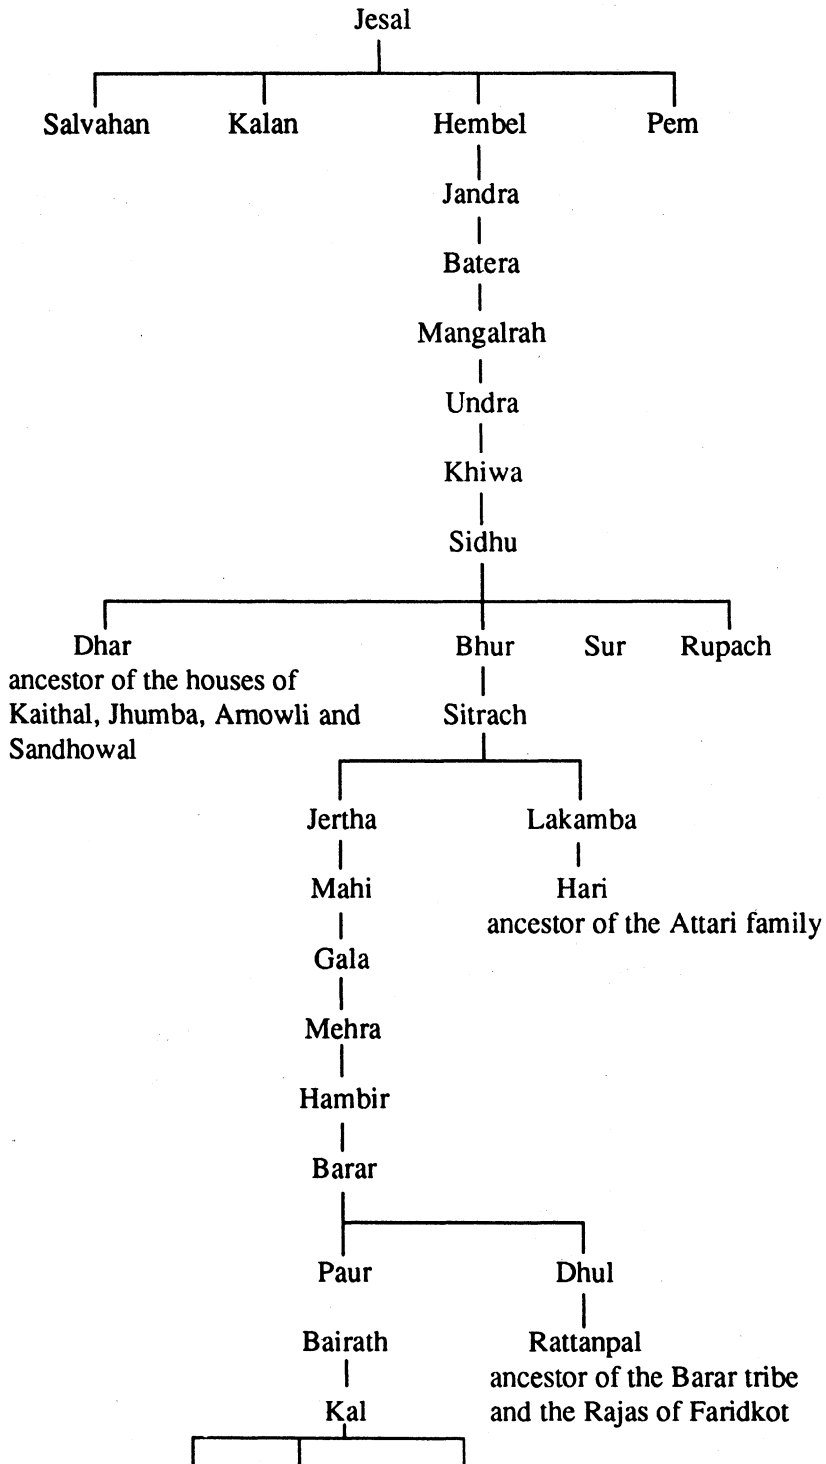 Jesal
Salvahan Kalan Hembel Pem
Jandra
Batera
Mangalrah
Undra
Khiwa
Sidhu
Dhar Bhur Sur Rupach
ancestor of the houses of
Kaithal, Jhumba, Arnowli and
Sandhowal
Sitrach
Jertha Lakamba
Mahi Hari
ancestor of the Attari family
Gala
Mehra
Hambir
Barar
Paur Dhul
Bairath Rattanpal
ancestor of the Barar tribe
and the Rajas of Faridkot
Kal